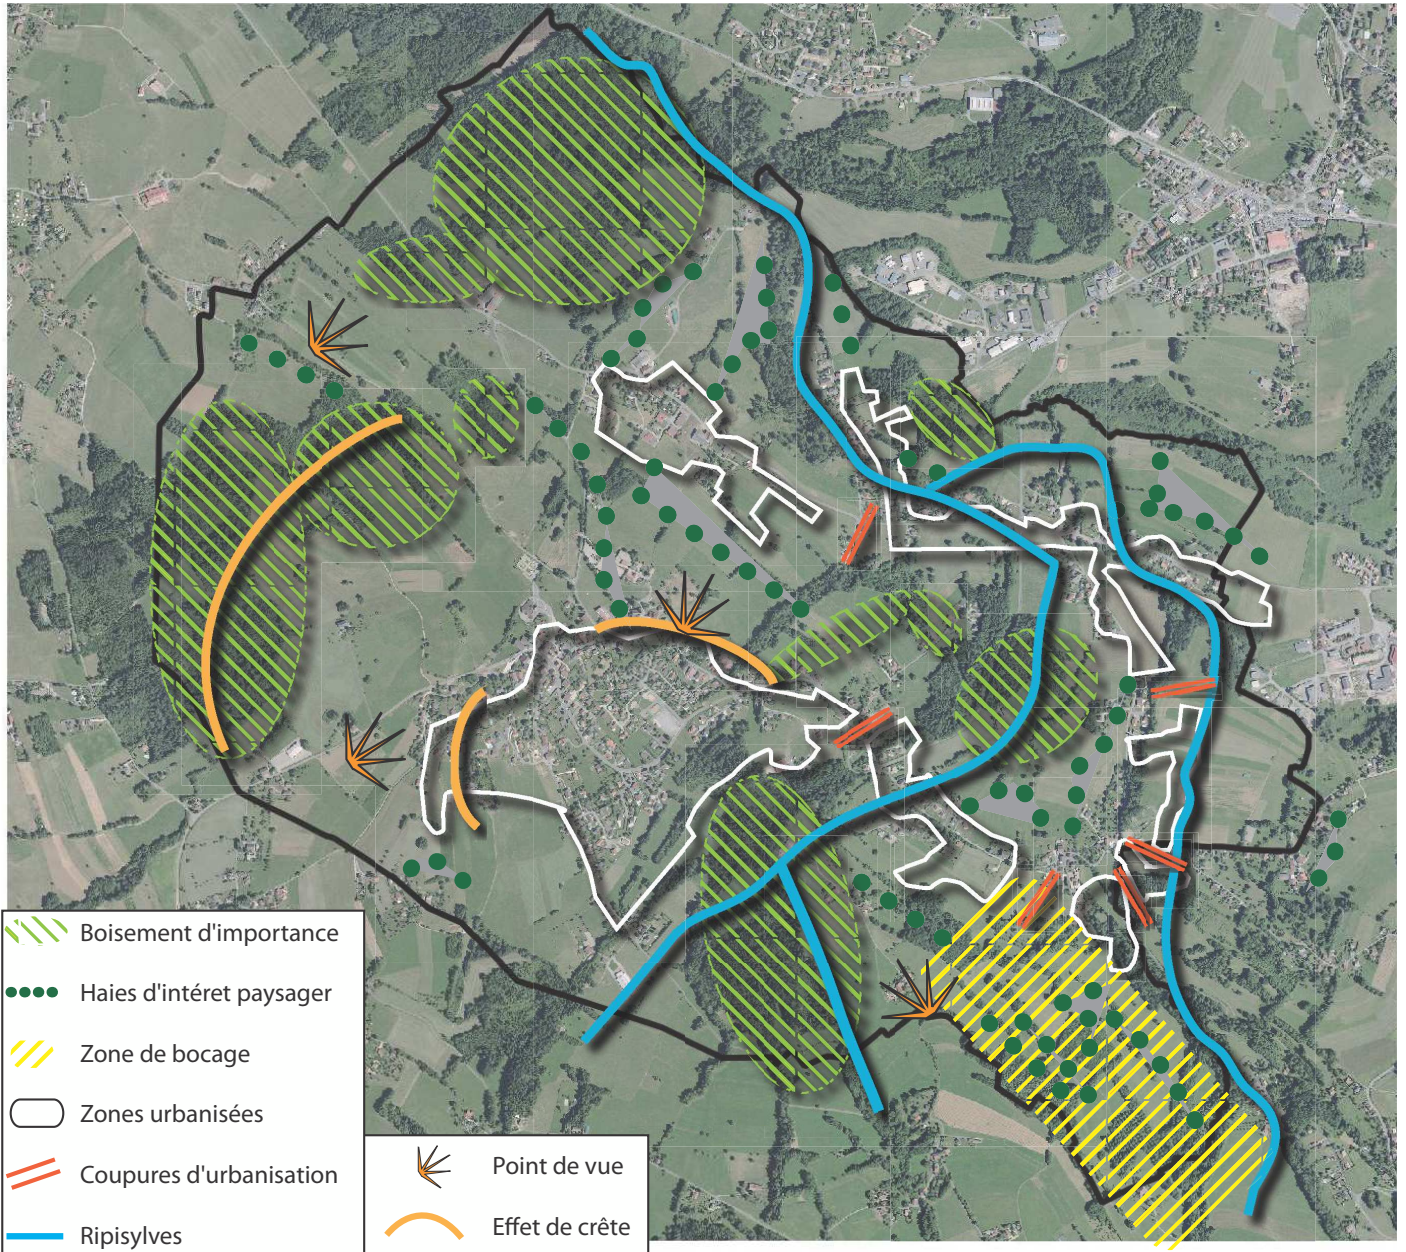 Boisement d'importance
Haies d'intéret paysager
Zone de bocage
Zones urbanisées
Coupures d'urbanisation
Ripisylves
Point de vue
Effet de crête